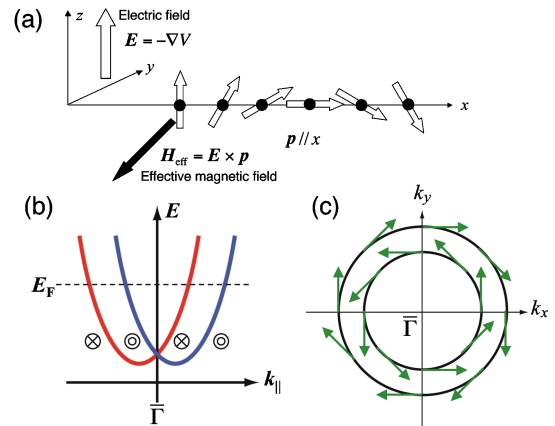 (a)
z
Electric field
E = −∇V
y
x
p // x
H_eff = E × p
Effective magnetic field
(b)
E
E_F
k_||
Γ̅
(c)
k_y
k_x
Γ̅